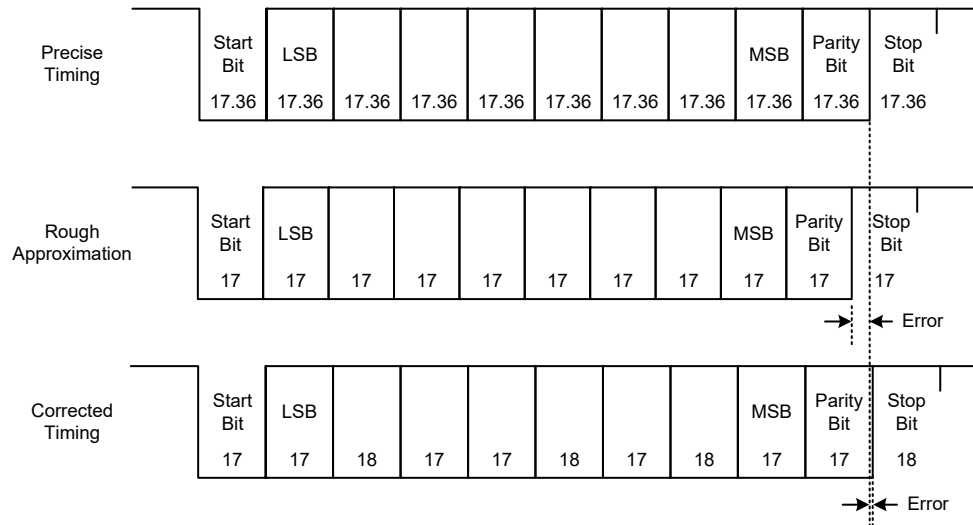 Precise
Timing
Start
Bit
LSB
MSB
Parity
Bit
Stop
Bit
17.36 17.36 17.36 17.36 17.36 17.36 17.36 17.36 17.36 17.36 17.36
Rough
Approximation
Start
Bit
LSB
MSB
Parity
Bit
Stop
Bit
17 17 17 17 17 17 17 17 17 17 17
Error
Corrected
Timing
Start
Bit
LSB
MSB
Parity
Bit
Stop
Bit
17 17 18 17 17 18 17 18 17 17 18
Error